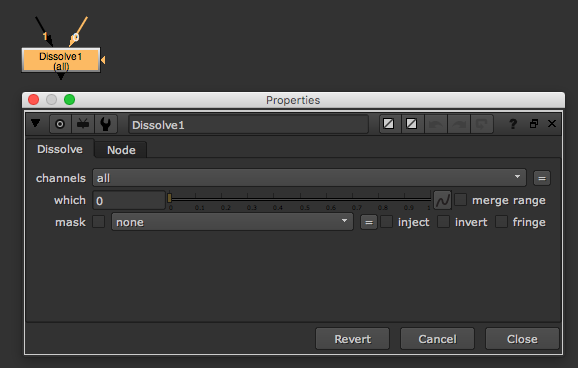 1 0
Dissolve1
(all)
Properties
Dissolve1 ?
Dissolve Node
channels all =
which 0 0 0.1 0.2 0.3 0.4 0.5 0.6 0.7 0.8 0.9 1 merge range
mask none = inject invert fringe
Revert Cancel Close